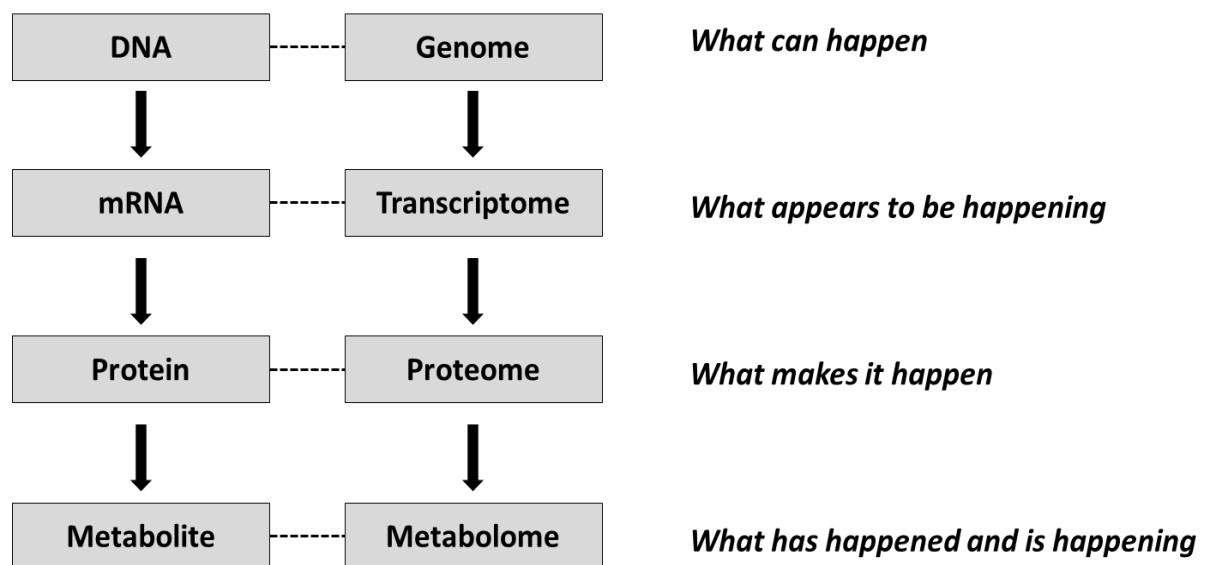 DNA Genome What can happen
mRNA Transcriptome What appears to be happening
Protein Proteome What makes it happen
Metabolite Metabolome What has happened and is happening